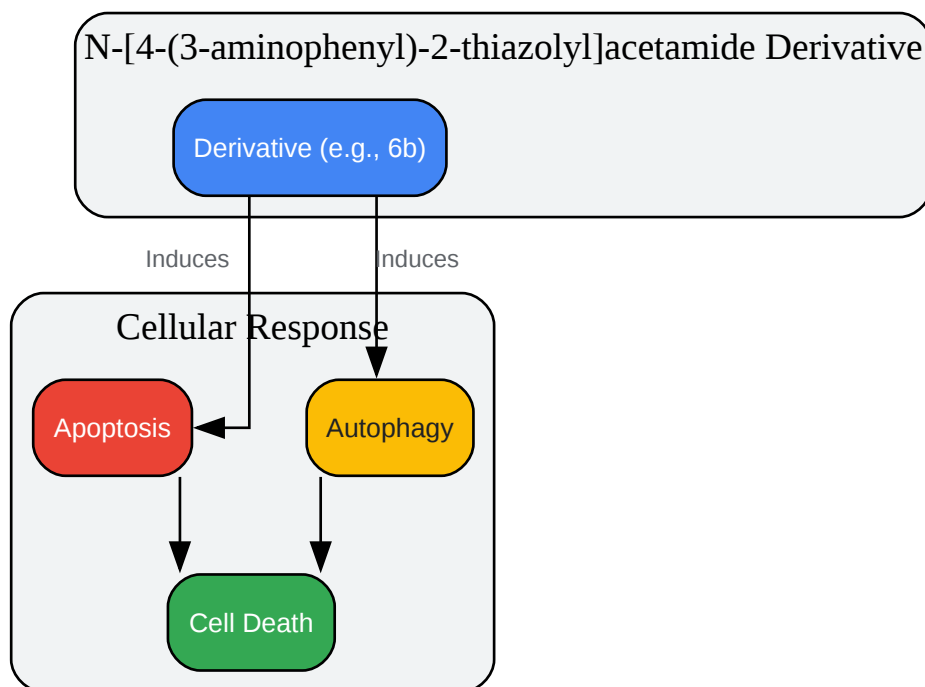 N-[4-(3-aminophenyl)-2-thiazolyl]acetamide Derivative
Derivative (e.g., 6b)
Induces
Induces
Cellular Response
Apoptosis
Autophagy
Cell Death